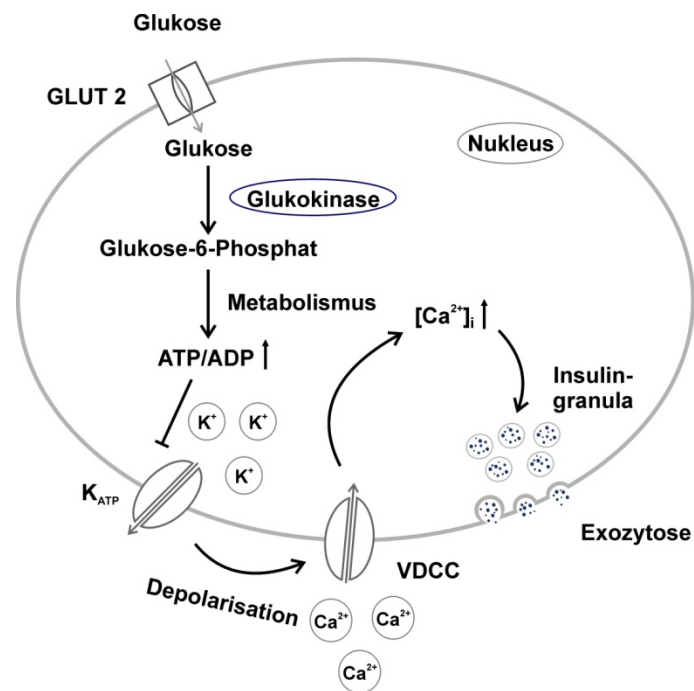 Glukose
GLUT 2
Glukose
Nukleus
Glukokinase
Glukose-6-Phosphat
Metabolismus
[Ca²⁺]ᵢ
ATP/ADP
Insulin-
granula
K⁺
K⁺
K⁺
K_ATP
Exozytose
VDCC
Depolarisation
Ca²⁺
Ca²⁺
Ca²⁺